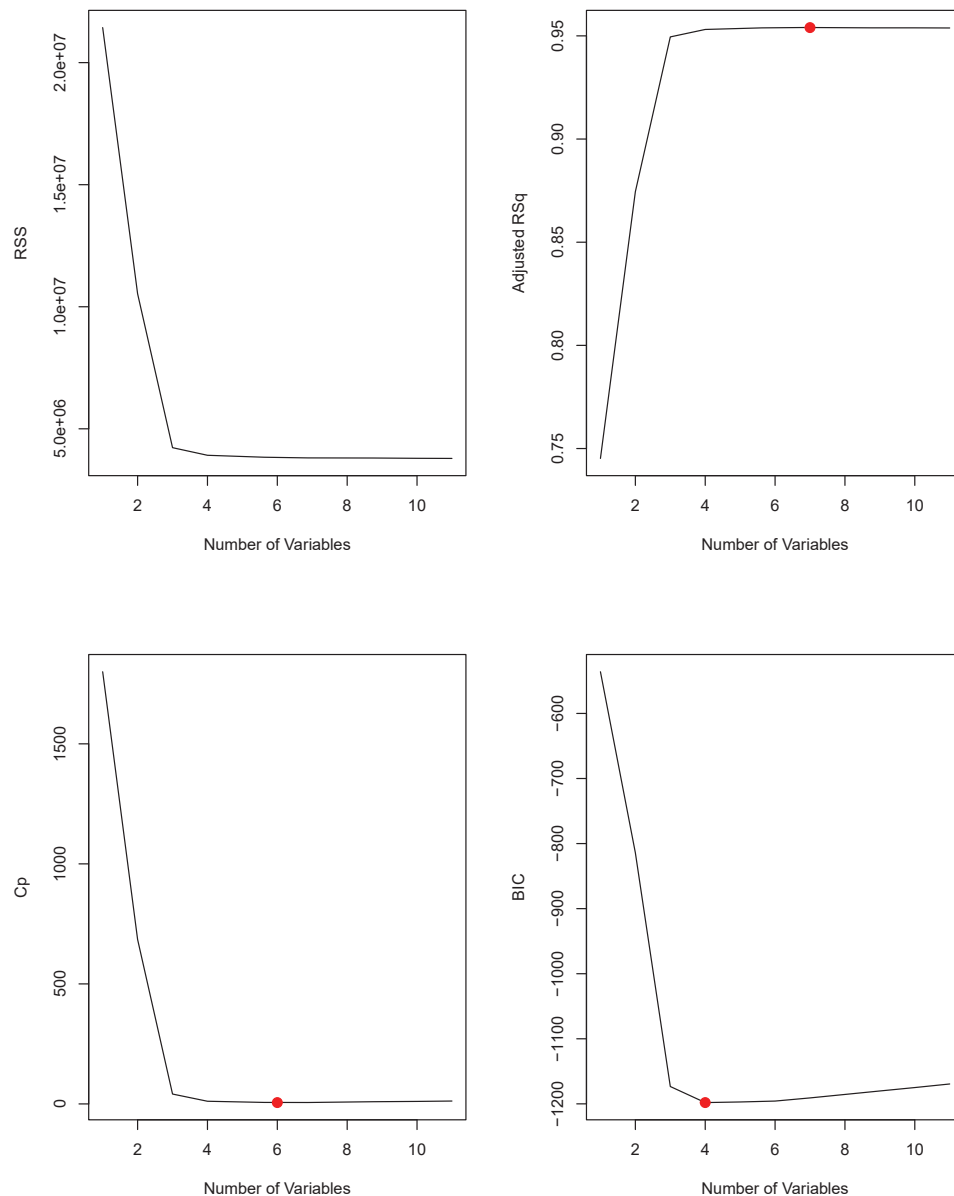 RSS
5.0e+06 1.0e+07 1.5e+07 2.0e+07
2 4 6 8 10
Number of Variables
Adjusted RSq
0.75 0.80 0.85 0.90 0.95
2 4 6 8 10
Number of Variables
Cp
0 500 1000 1500
2 4 6 8 10
Number of Variables
BIC
−1200 −1100 −1000 −900 −800 −700 −600
2 4 6 8 10
Number of Variables